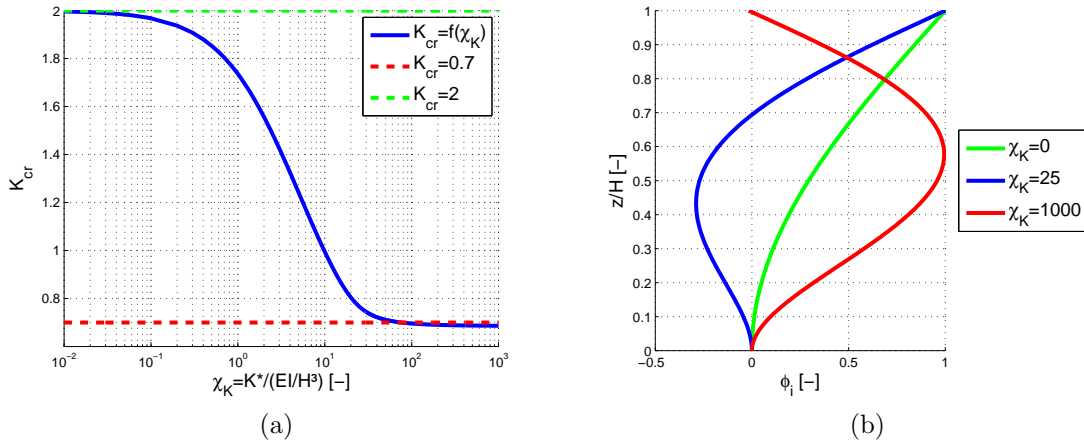 2
1.8
1.6
1.4
1.2
1
0.8
K_cr
10^−2
10^−1
10^0
10^1
10^2
10^3
χ_K=K*/(EI/H³) [−]
K_cr=f(χ_K)
K_cr=0.7
K_cr=2
(a)
1
0.9
0.8
0.7
0.6
0.5
0.4
0.3
0.2
0.1
0
z/H [−]
−0.5
0
0.5
1
ϕ_i [−]
χ_K=0
χ_K=25
χ_K=1000
(b)